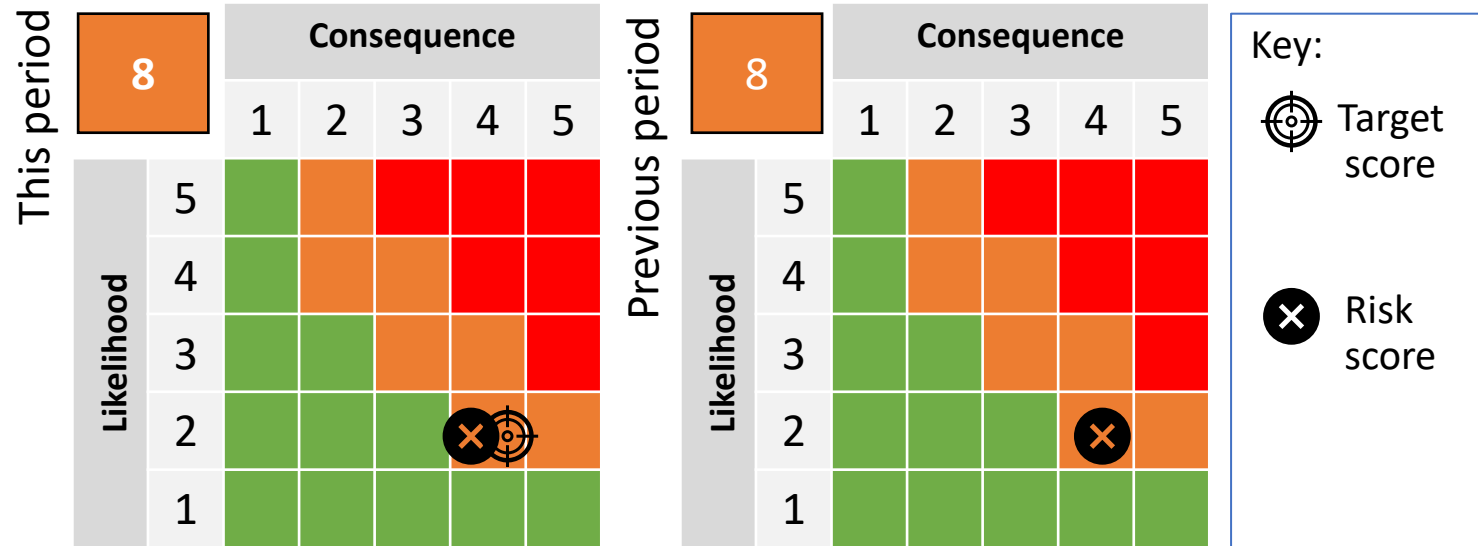 This period
8
Consequence
1 2 3 4 5
Likelihood
5
4
3
2
1
Previous period
8
Consequence
1 2 3 4 5
Likelihood
5
4
3
2
1
Key:
Target
score
Risk
score